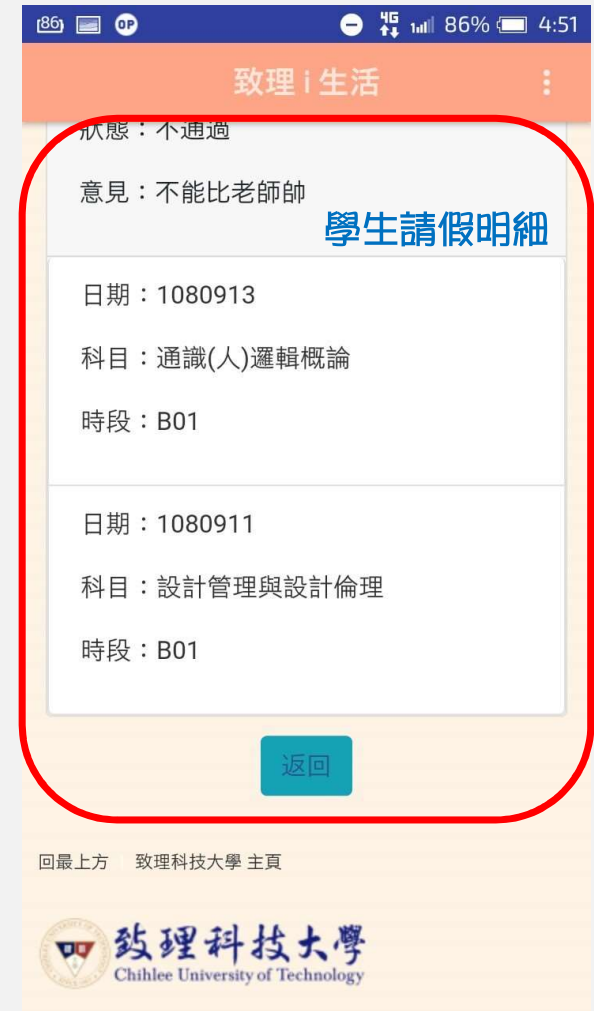 86 OP 4G 86% 4:51
致理 i 生活
狀態：不通過
意見：不能比老師帥
學生請假明細
日期：1080913
科目：通識(人)邏輯概論
時段：B01
日期：1080911
科目：設計管理與設計倫理
時段：B01
返回
回最上方 致理科技大學 主頁
致理科技大學
Chihlee University of Technology